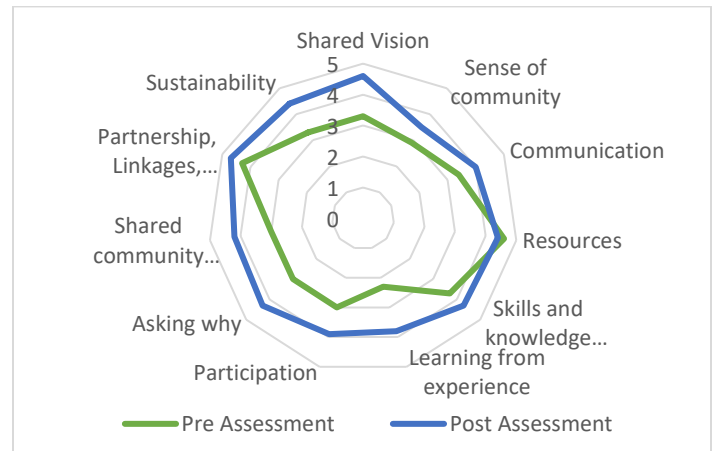 Shared Vision
Sense of
community
Communication
Resources
Skills and
knowledge...
Learning from
experience
Participation
Asking why
Shared
community...
Partnership,
Linkages,...
Sustainability
5
4
3
2
1
0
Pre Assessment
Post Assessment